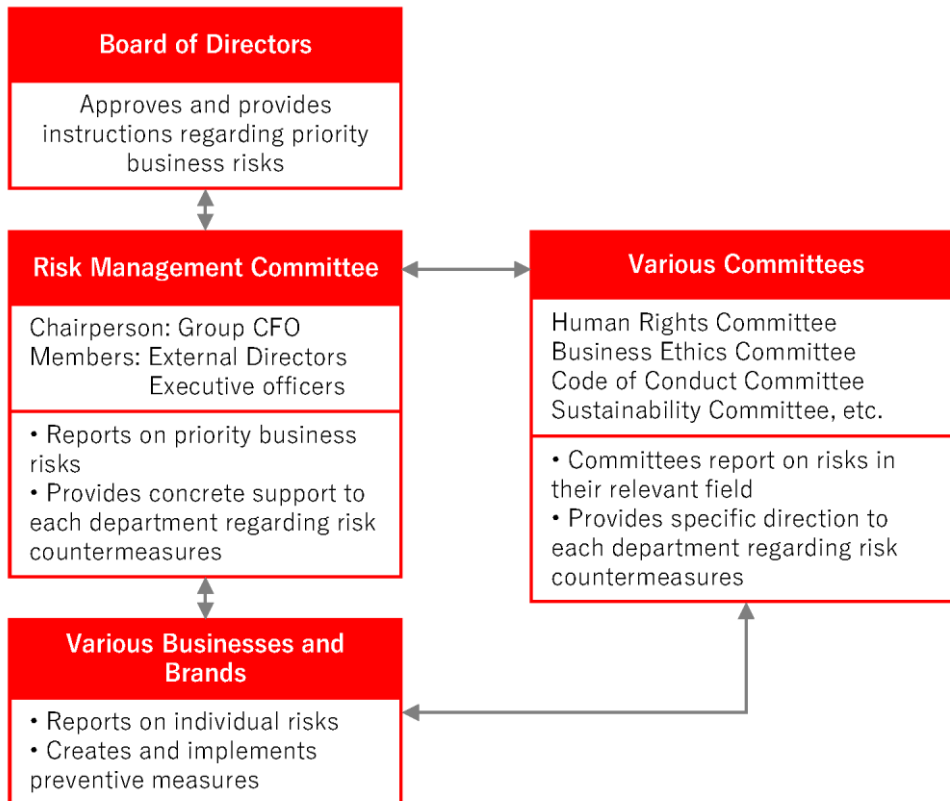 Board of Directors
Approves and provides
instructions regarding priority
business risks
Risk Management Committee
Chairperson: Group CFO
Members: External Directors
Executive officers
• Reports on priority business
risks
• Provides concrete support to
each department regarding risk
countermeasures
Various Committees
Human Rights Committee
Business Ethics Committee
Code of Conduct Committee
Sustainability Committee, etc.
• Committees report on risks in
their relevant field
• Provides specific direction to
each department regarding risk
countermeasures
Various Businesses and
Brands
• Reports on individual risks
• Creates and implements
preventive measures